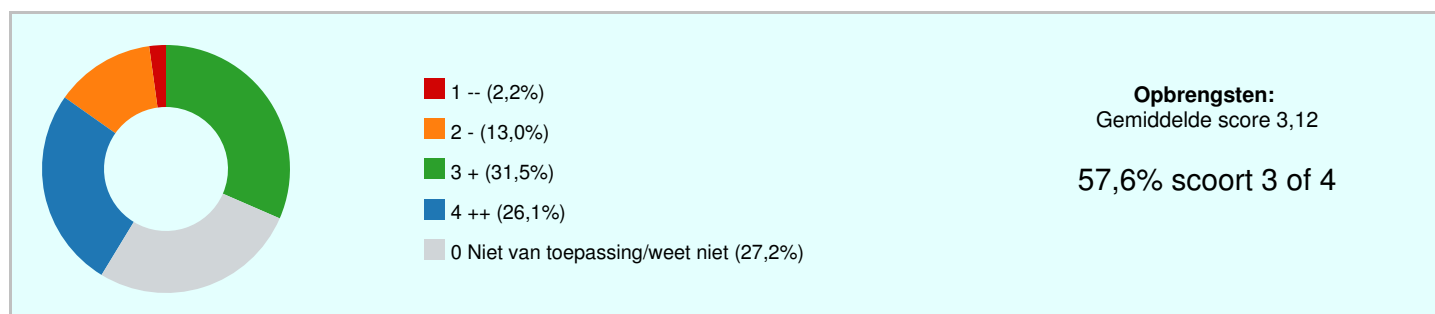 1 -- (2,2%)
2 - (13,0%)
3 + (31,5%)
4 ++ (26,1%)
0 Niet van toepassing/weet niet (27,2%)
Opbrengsten:
Gemiddelde score 3,12
57,6% scoort 3 of 4